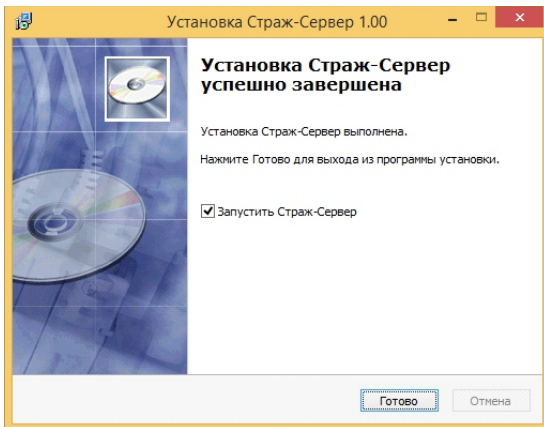 Установка Страж-Сервер 1.00
Установка Страж-Сервер
успешно завершена
Установка Страж-Сервер выполнена.
Нажмите Готово для выхода из программы установки.
Запустить Страж-Сервер
Готово
Отмена